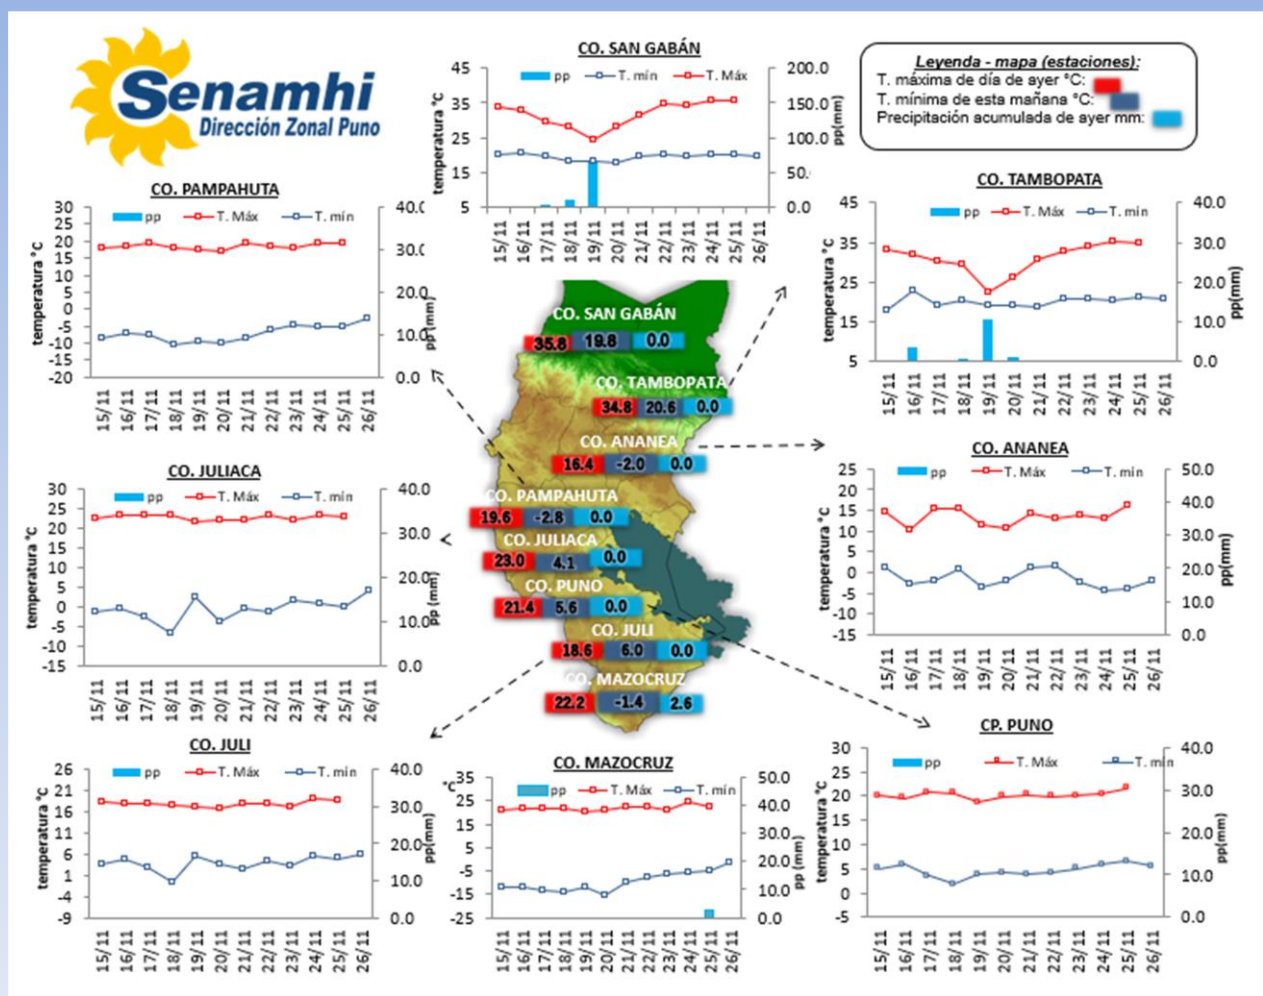 Senamhi
Dirección Zonal Puno
CO. SAN GABÁN
pp T. mín T. Máx
temperatura °C
45
35
25
15
5
200.0
150.0
100.0
50.0
0.0
pp(mm)
15/11 16/11 17/11 18/11 19/11 20/11 21/11 22/11 23/11 24/11 25/11 26/11
Leyenda - mapa (estaciones):
T. máxima de día de ayer °C:
T. mínima de esta mañana °C:
Precipitación acumulada de ayer mm:
CO. PAMPAHUTA
pp T. Máx T. mín
temperatura °C
30
25
20
15
10
5
0
-5
-10
-15
-20
40.0
30.0
20.0
10.0
0.0
pp(mm)
15/11 16/11 17/11 18/11 19/11 20/11 21/11 22/11 23/11 24/11 25/11 26/11
CO. TAMBOPATA
pp T. Máx T. mín
temperatura °C
45
35
25
15
5
40.0
30.0
20.0
10.0
0.0
pp(mm)
15/11 16/11 17/11 18/11 19/11 20/11 21/11 22/11 23/11 24/11 25/11 26/11
CO. SAN GABÁN
35.8 19.8 0.0
CO. TAMBOPATA
34.8 20.6 0.0
CO. ANANEA
16.4 -2.0 0.0
CO. PAMPAHUTA
19.6 -2.8 0.0
CO. JULIACA
23.0 4.1 0.0
CO. PUNO
21.4 5.6 0.0
CO. JULI
18.6 6.0 0.0
CO. MAZOCRUZ
22.2 -1.4 2.6
CO. JULIACA
pp T. Máx T. mín
temperatura °C
30
25
20
15
10
5
0
-5
-10
-15
40.0
30.0
20.0
10.0
0.0
pp (mm)
15/11 16/11 17/11 18/11 19/11 20/11 21/11 22/11 23/11 24/11 25/11 26/11
CO. ANANEA
pp T. Máx T. mín
temperatura °C
25
20
15
10
5
0
-5
-10
-15
50.0
40.0
30.0
20.0
10.0
0.0
pp(mm)
15/11 16/11 17/11 18/11 19/11 20/11 21/11 22/11 23/11 24/11 25/11 26/11
CO. JULI
pp T. Máx T. mín
temperatura °C
26
21
16
11
6
1
-4
-9
40.0
30.0
20.0
10.0
0.0
pp(mm)
15/11 16/11 17/11 18/11 19/11 20/11 21/11 22/11 23/11 24/11 25/11 26/11
CO. MAZOCRUZ
pp T. Máx T. mín
°C
35
25
15
5
-5
-15
-25
50.0
40.0
30.0
20.0
10.0
0.0
pp (mm)
15/11 16/11 17/11 18/11 19/11 20/11 21/11 22/11 23/11 24/11 25/11 26/11
CP. PUNO
pp T. Máx T. mín
temperatura °C
30
25
20
15
10
5
0
-5
40.0
30.0
20.0
10.0
0.0
pp(mm)
15/11 16/11 17/11 18/11 19/11 20/11 21/11 22/11 23/11 24/11 25/11 26/11